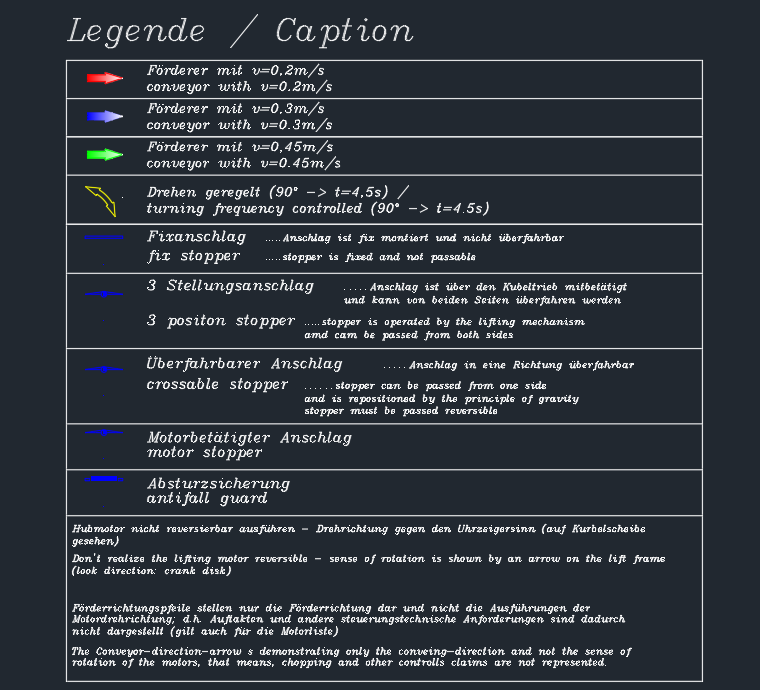 Legende / Caption
Förderer mit v=0,2m/s
conveyor with v=0.2m/s
Förderer mit v=0.3m/s
conveyor with v=0.3m/s
Förderer mit v=0,45m/s
conveyor with v=0.45m/s
Drehen geregelt (90° -> t=4,5s) /
turning frequency controlled (90° -> t=4.5s)
Fixanschlag .....Anschlag ist fix montiert und nicht überfahrbar
fix stopper .....stopper is fixed and not passable
3 Stellungsanschlag .....Anschlag ist über den Kubeltrieb mitbetätigt
und kann von beiden Seiten überfahren werden
3 positon stopper .....stopper is operated by the lifting mechanism
amd cam be passed from both sides
Überfahrbarer Anschlag .....Anschlag in eine Richtung überfahrbar
crossable stopper ......stopper can be passed from one side
and is repositioned by the principle of gravity
stopper must be passed reversible
Motorbetätigter Anschlag
motor stopper
Absturzsicherung
antifall guard
Hubmotor nicht reversierbar ausführen - Drehrichtung gegen den Uhrzeigersinn (auf Kurbelscheibe
gesehen)
Don't realize the lifting motor reversible - sense of rotation is shown by an arrow on the lift frame
(look direction: crank disk)
Förderrichtungspfeile stellen nur die Förderrichtung dar und nicht die Ausführungen der
Motordrehrichtung; d.h. Auftakten und andere steuerungstechnische Anforderungen sind dadurch
nicht dargestellt (gilt auch für die Motorliste)
The Conveyor-direction-arrow s demonstrating only the conveing-direction and not the sense of
rotation of the motors, that means, chopping and other controlls claims are not represented.